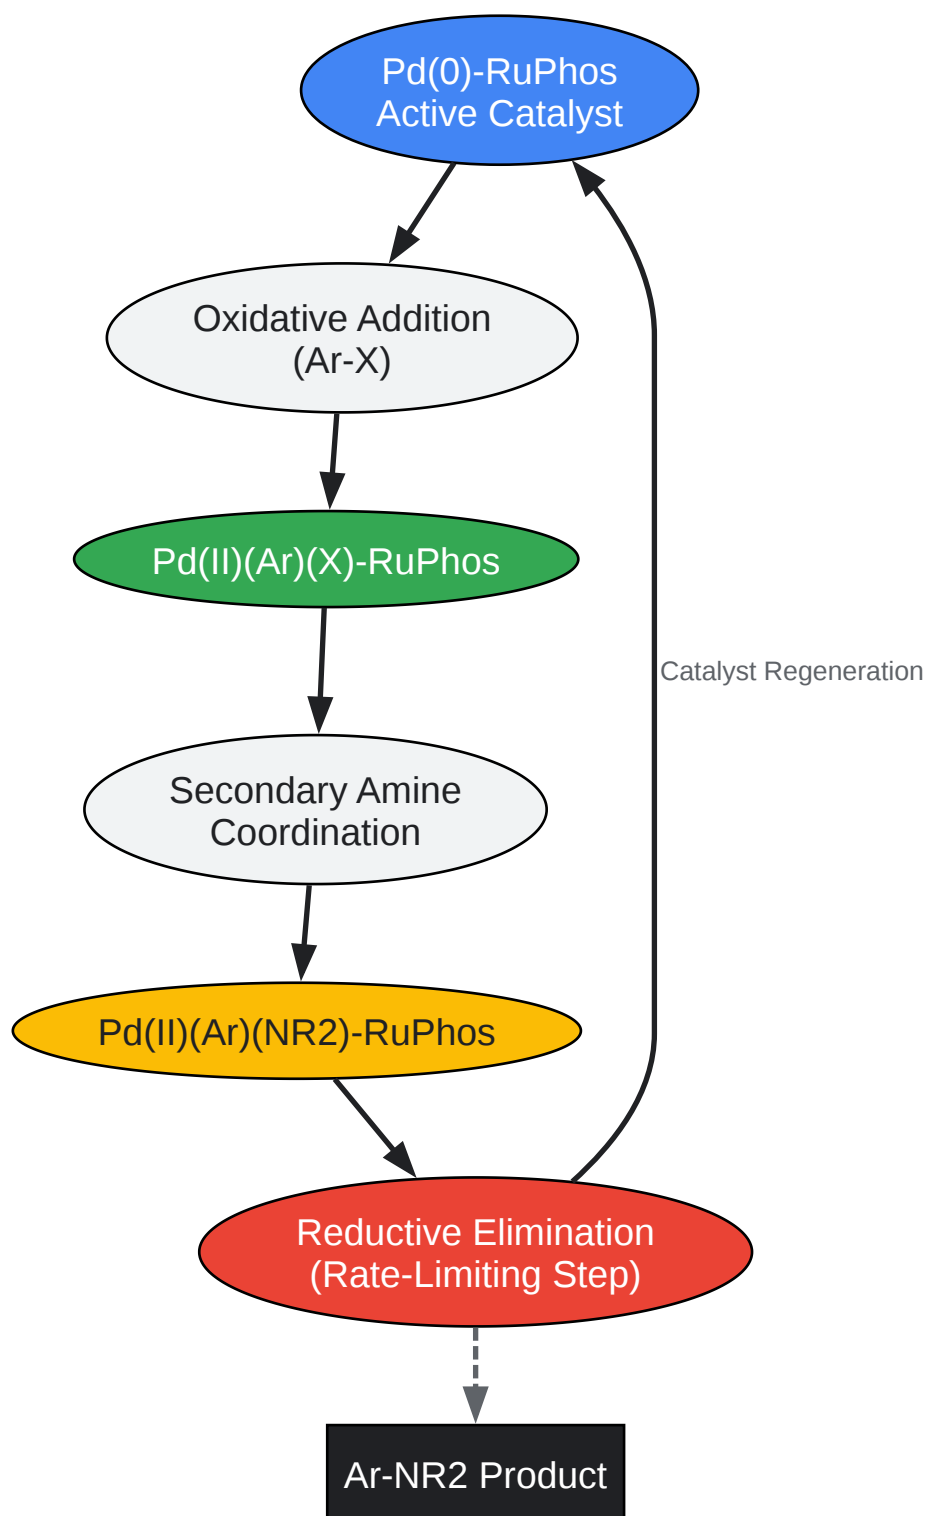 Pd(0)-RuPhos
Active Catalyst
Oxidative Addition
(Ar-X)
Pd(II)(Ar)(X)-RuPhos
Catalyst Regeneration
Secondary Amine
Coordination
Pd(II)(Ar)(NR2)-RuPhos
Reductive Elimination
(Rate-Limiting Step)
Ar-NR2 Product